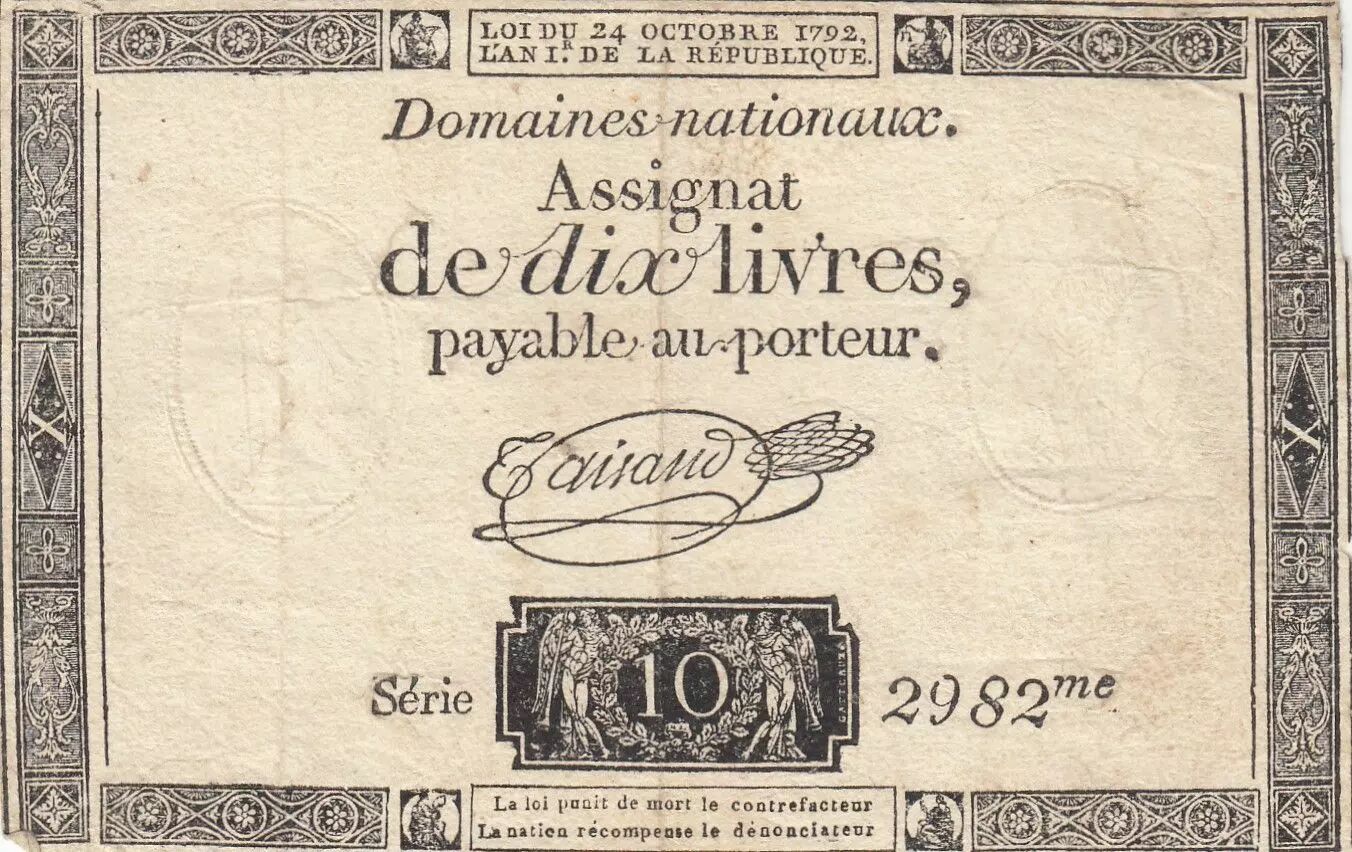 LOI DU 24 OCTOBRE 1792,
L'AN I.R DE LA RÉPUBLIQUE.
Domaines nationaux.
Assignat
de dix livres,
payable au porteur.
Taisaud
X
X
Série
10
2982me
La loi punit de mort le contrefacteur
La nation récompense le dénonciateur